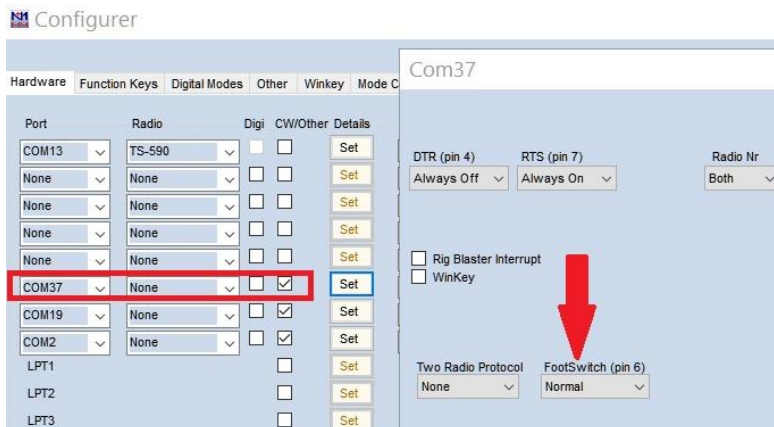 N1 Configurer
Hardware Function Keys Digital Modes Other Winkey Mode C
Port Radio Digi CW/Other Details
COM13 TS-590 Set
None None Set
None None Set
None None Set
None None Set
COM37 None Set
COM19 None Set
COM2 None Set
LPT1 Set
LPT2 Set
LPT3 Set
Com37
DTR (pin 4) RTS (pin 7) Radio Nr
Always Off Always On Both
Rig Blaster Interrupt
WinKey
Two Radio Protocol FootSwitch (pin 6)
None Normal